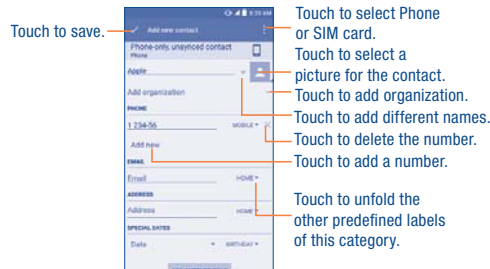 Touch to save.
8:38 AM
Add new contact
Phone-only, unsynced contact
Phone
Apple
Add organization
PHONE
1 234-56
MOBILE
Add new
EMAIL
Email
HOME
ADDRESS
Address
HOME
SPECIAL DATES
Date
BIRTHDAY
Touch to select Phone
or SIM card.
Touch to select a
picture for the contact.
Touch to add organization.
Touch to add different names.
Touch to delete the number.
Touch to add a number.
Touch to unfold the
other predefined labels
of this category.